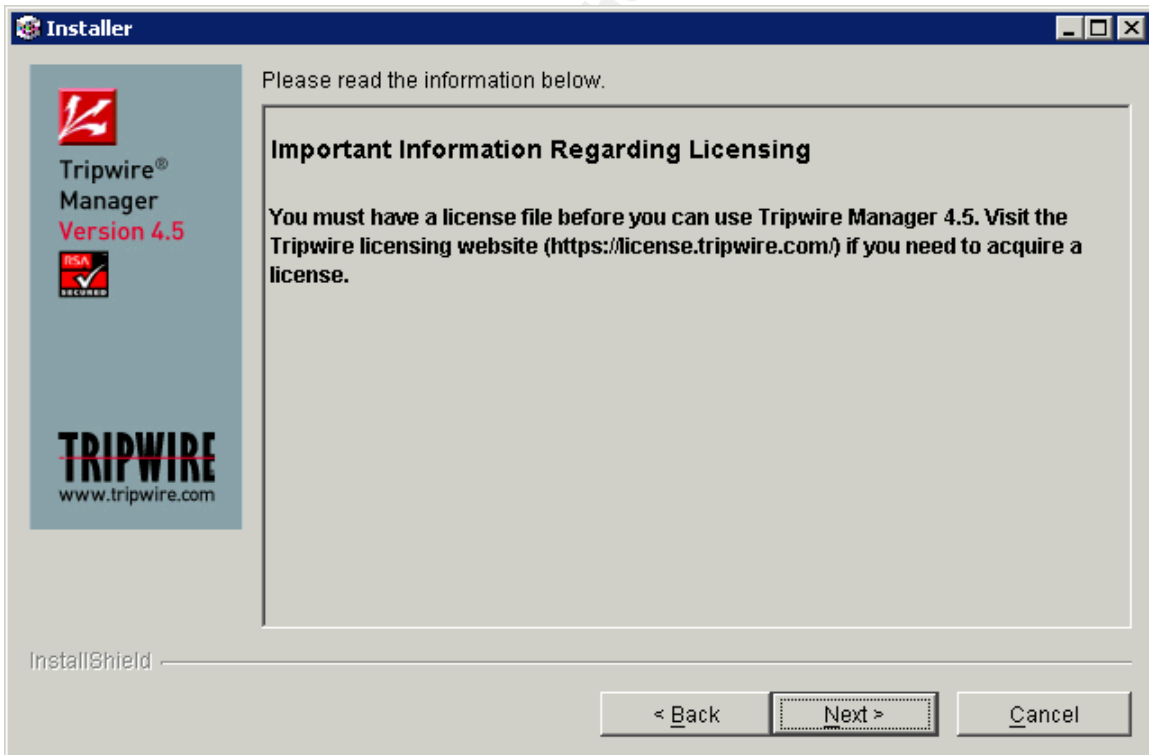 Installer
Please read the information below.
Tripwire®
Manager
Version 4.5
RSA
SECURED
TRIPWIRE
www.tripwire.com
Important Information Regarding Licensing
You must have a license file before you can use Tripwire Manager 4.5. Visit the
Tripwire licensing website (https://license.tripwire.com/) if you need to acquire a
license.
InstallShield
< Back
Next >
Cancel